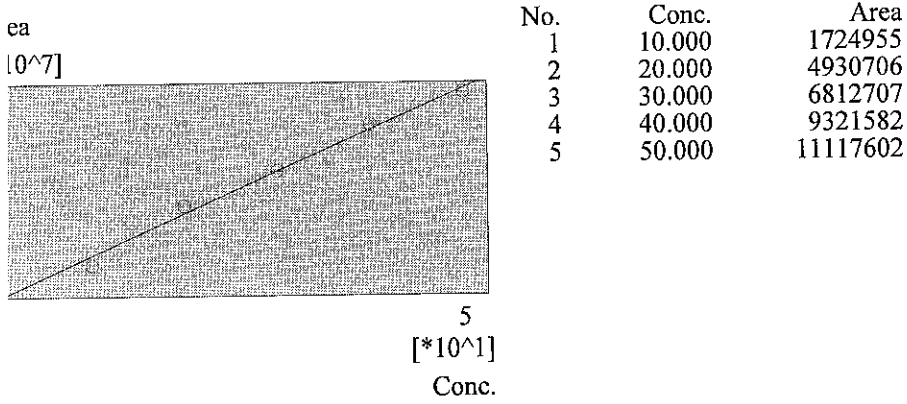 ea
10^7]
No. Conc. Area
1 10.000 1724955
2 20.000 4930706
3 30.000 6812707
4 40.000 9321582
5 50.000 11117602
5
[*10^1]
Conc.